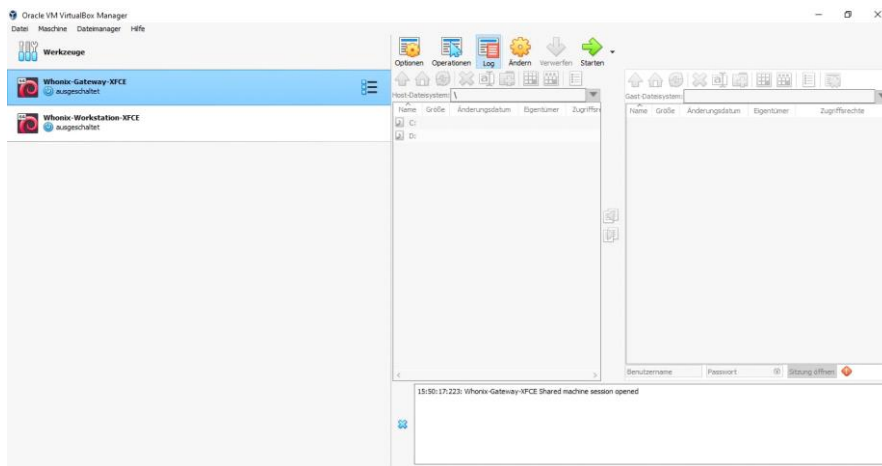 Oracle VM VirtualBox Manager
Datei Maschine Dateimanager Hilfe
Werkzeuge
Whonix-Gateway-XFCE
ausgeschaltet
Whonix-Workstation-XFCE
ausgeschaltet
Optionen Operationen Log Ändern Verwerfen Starten
Host-Dateisystem: \
Name Größe Änderungsdatum Eigentümer Zugriffsre
C:
D:
Gast-Dateisystem:
Name Größe Änderungsdatum Eigentümer Zugriffsrechte
Benutzername Passwort Sitzung öffnen
15:50:17:223: Whonix-Gateway-XFCE Shared machine session opened